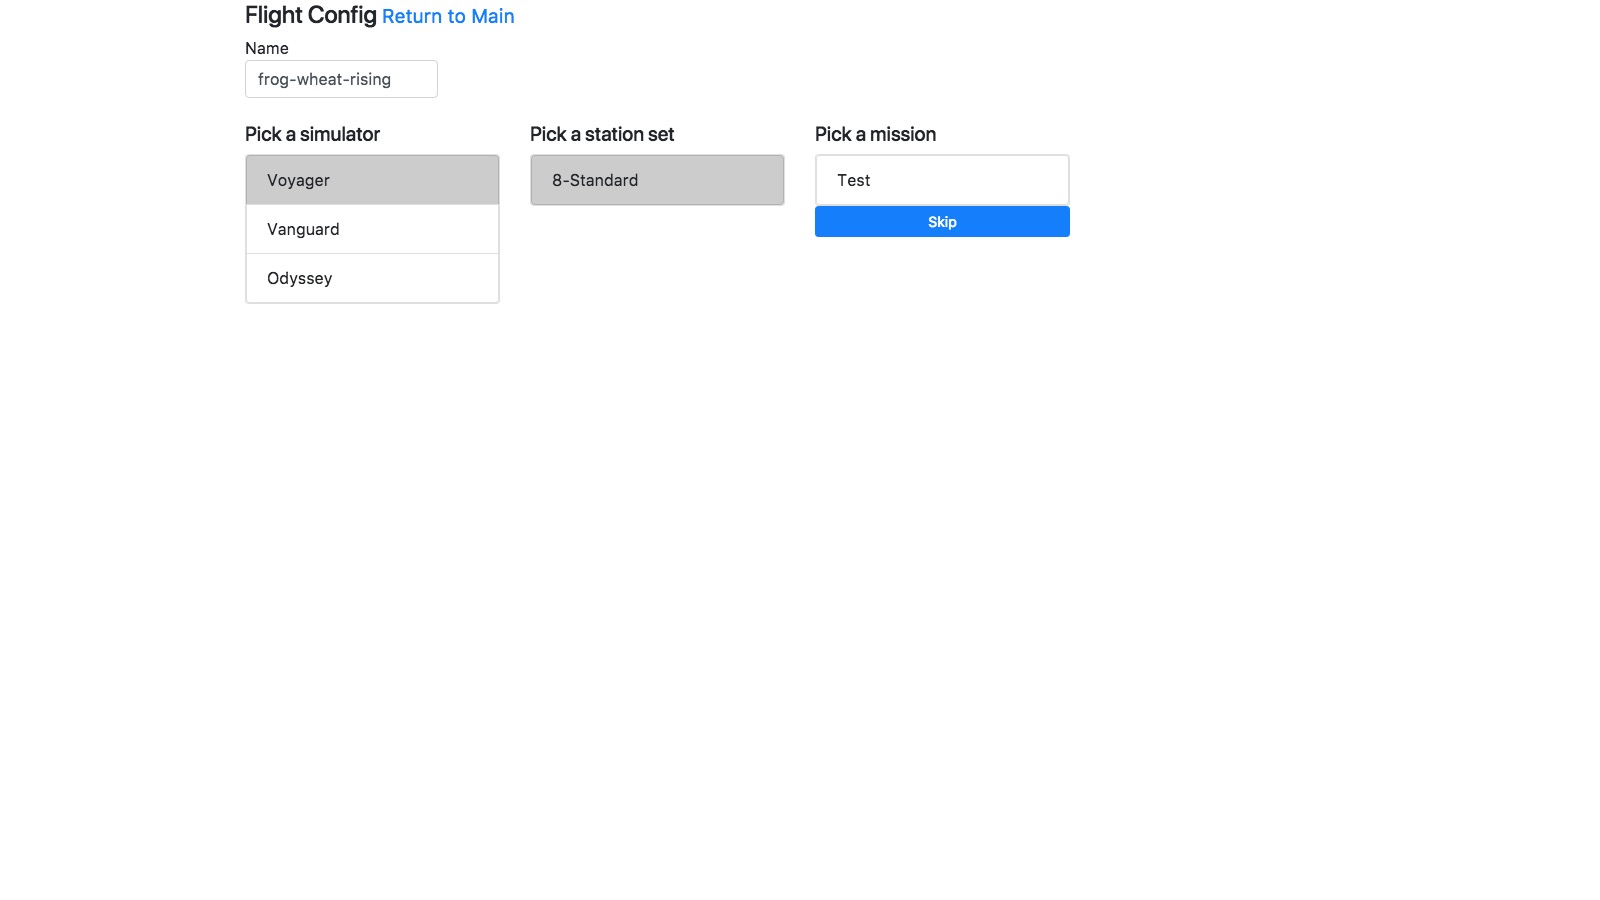 Flight Config Return to Main
Name
frog-wheat-rising
Pick a simulator
Voyager
Vanguard
Odyssey
Pick a station set
8-Standard
Pick a mission
Test
Skip